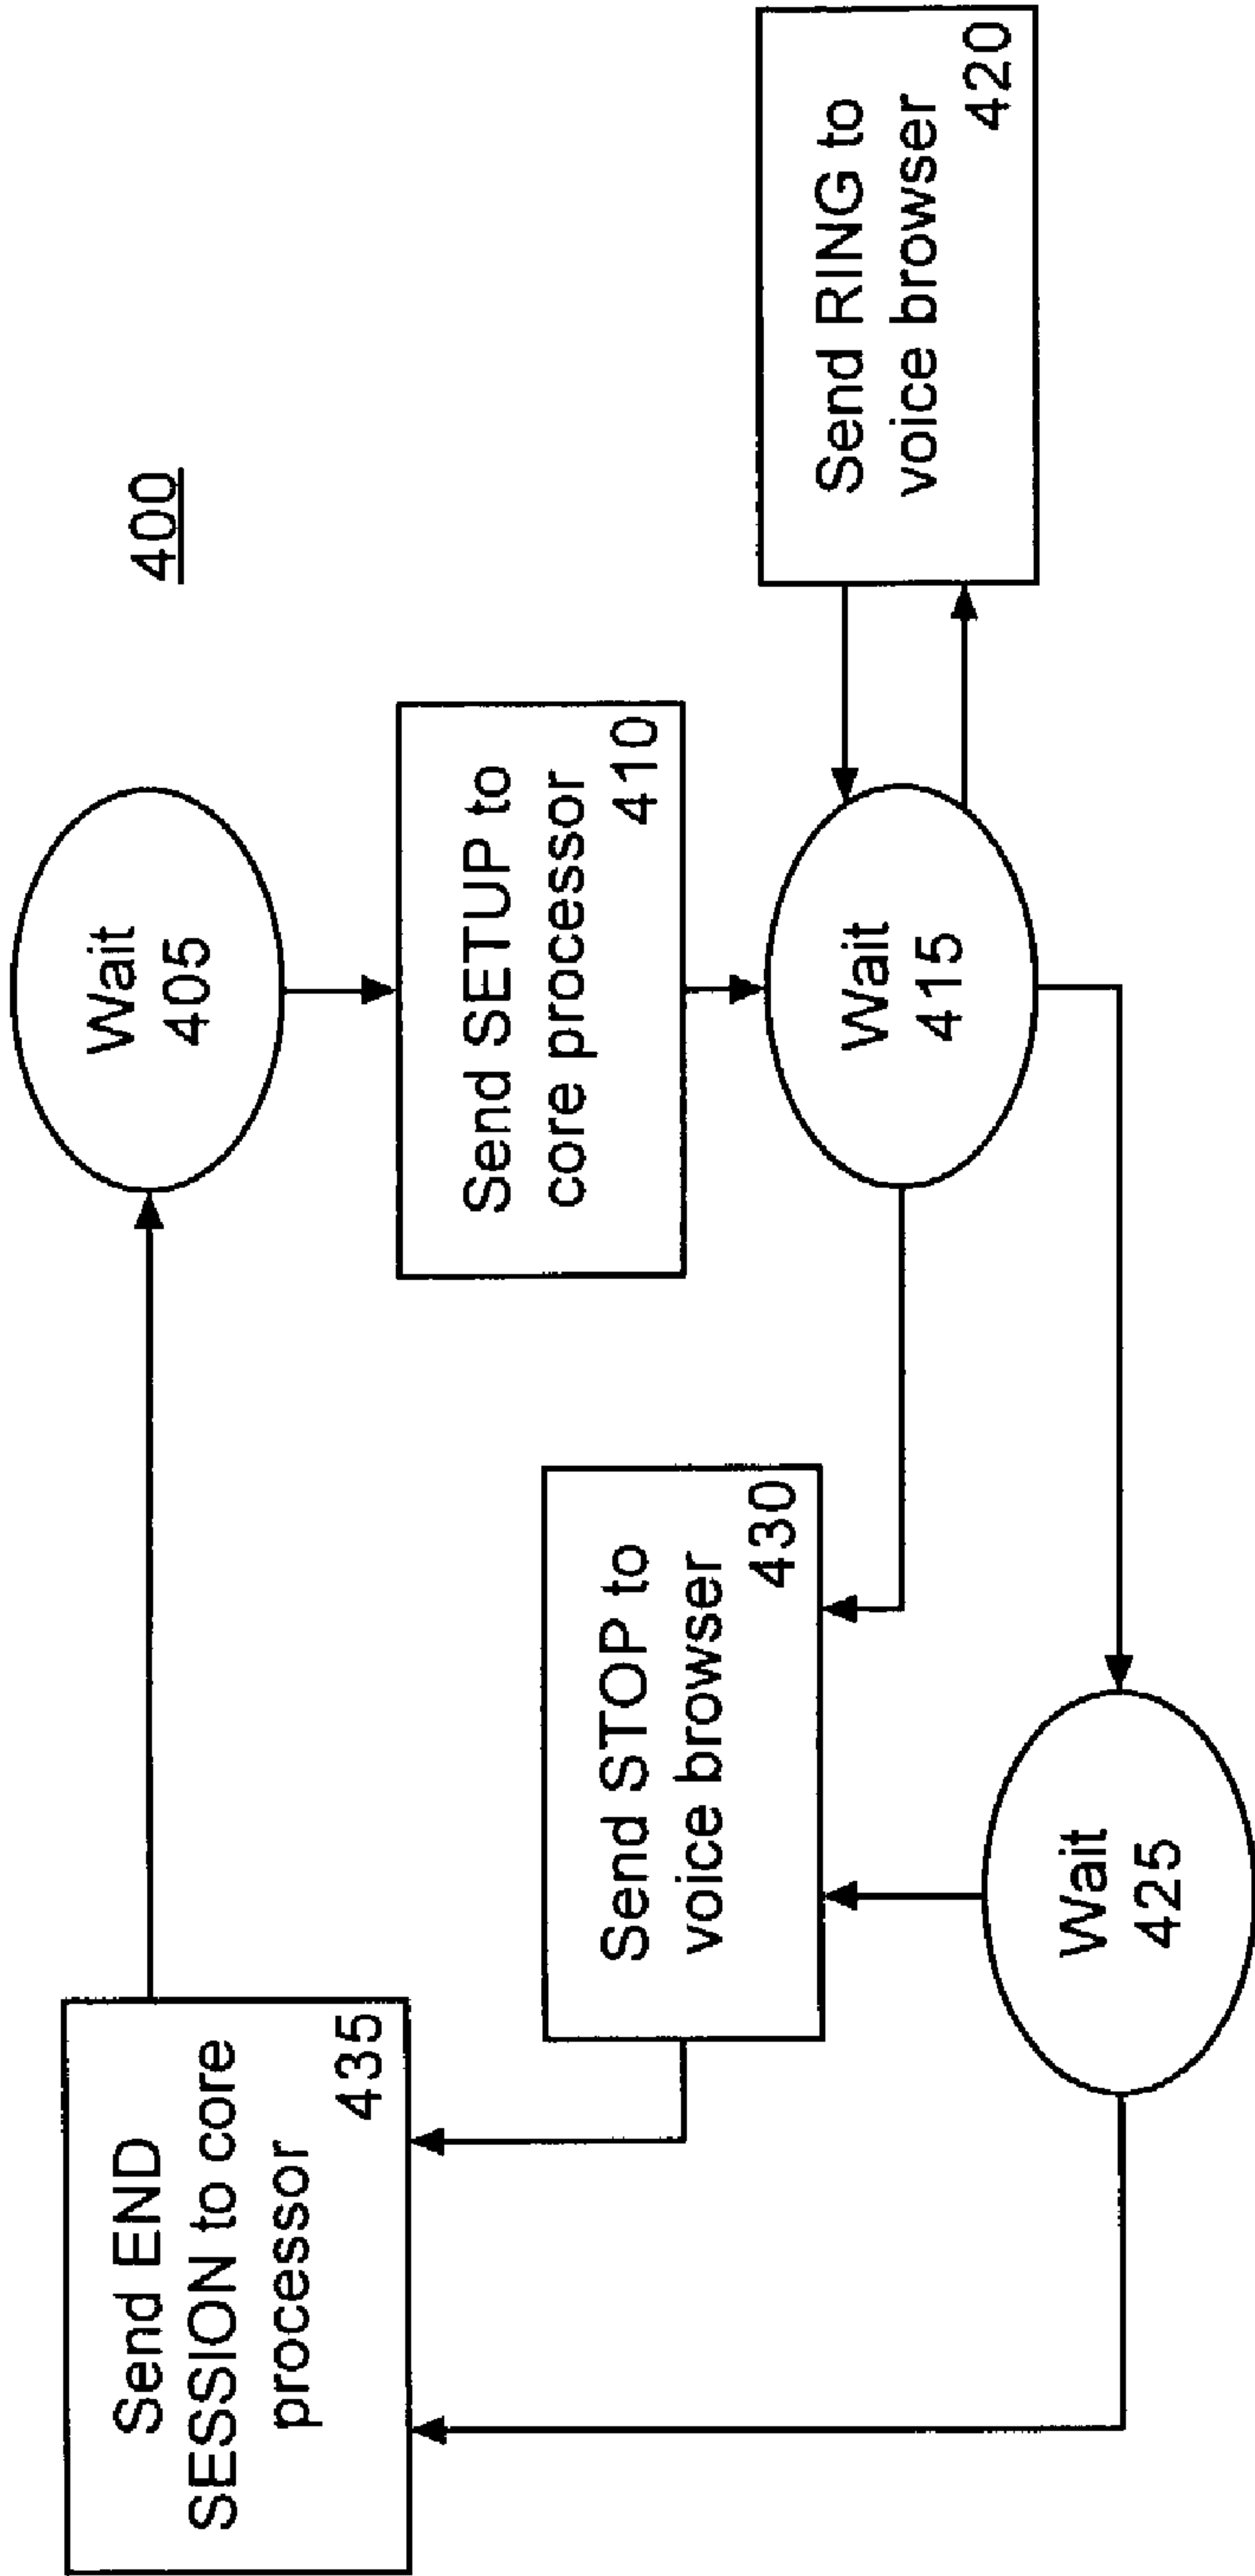 400
Wait
405
Send SETUP to
core processor
410
Wait
415
Send RING to
voice browser
420
Wait
425
Send STOP to
voice browser
430
Send END
SESSION to core
processor
435